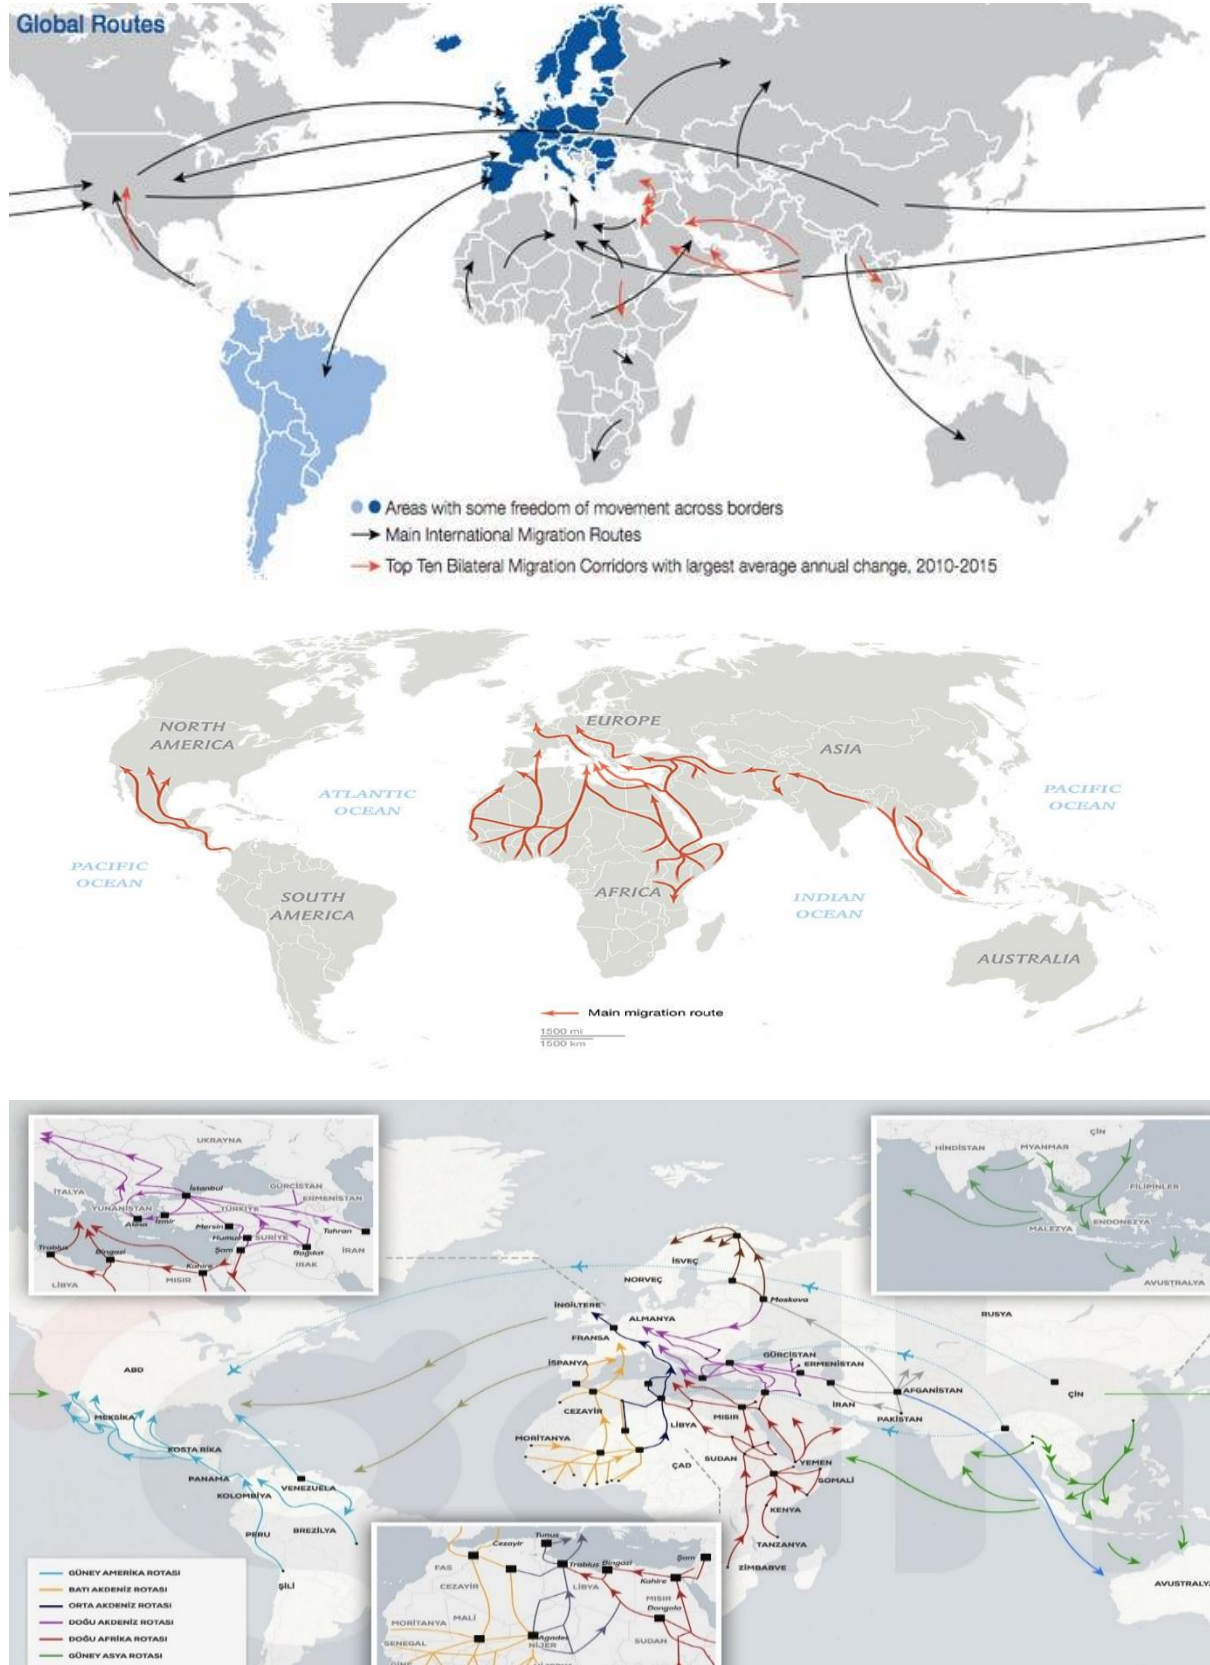 Global Routes
Areas with some freedom of movement across borders
Main International Migration Routes
Top Ten Bilateral Migration Corridors with largest average annual change, 2010-2015
NORTH
AMERICA
EUROPE
ASIA
ATLANTIC
OCEAN
PACIFIC
OCEAN
PACIFIC
OCEAN
SOUTH
AMERICA
AFRICA
INDIAN
OCEAN
AUSTRALIA
Main migration route
1500 mi
1500 km
UKRAYNA
İTALYA
İstanbul
GÜRCİSTAN
ERMENİSTAN
YUNANİSTAN
TÜRKİYE
Atina
İzmir
Mersin
Humus
SURİYE
Tahran
Trablus
Bingazi
Şam
Bağdat
İRAN
Kahire
IRAK
LİBYA
MISIR
ÇİN
HİNDİSTAN
MYANMAR
FİLİPİNLER
MALEZYA
ENDONEZYA
AVUSTRALYA
İSVEÇ
NORVEÇ
Moskova
RUSYA
İNGİLTERE
ALMANYA
FRANSA
ABD
İSPANYA
GÜRCİSTAN
ERMENİSTAN
AFGANİSTAN
ÇİN
MEKSİKA
CEZAYİR
LİBYA
MISIR
İRAN
PAKİSTAN
KOSTA RİKA
MORİTANYA
ÇAD
SUDAN
YEMEN
SOMALİ
PANAMA
VENEZUELA
KOLOMBİYA
KENYA
PERU
BREZİLYA
TANZANYA
ZİMBABVE
ŞİLİ
AVUSTRALYA
GÜNEY AMERİKA ROTASI
BATI AKDENİZ ROTASI
ORTA AKDENİZ ROTASI
DOĞU AKDENİZ ROTASI
DOĞU AFRİKA ROTASI
GÜNEY ASYA ROTASI
Cezayir
Tunus
FAS
Trablus
Bingazi
Şam
CEZAYİR
LİBYA
Kahire
MISIR
MORİTANYA
MALİ
Dongola
SENEGAL
Agadez
NİJER
SUDAN